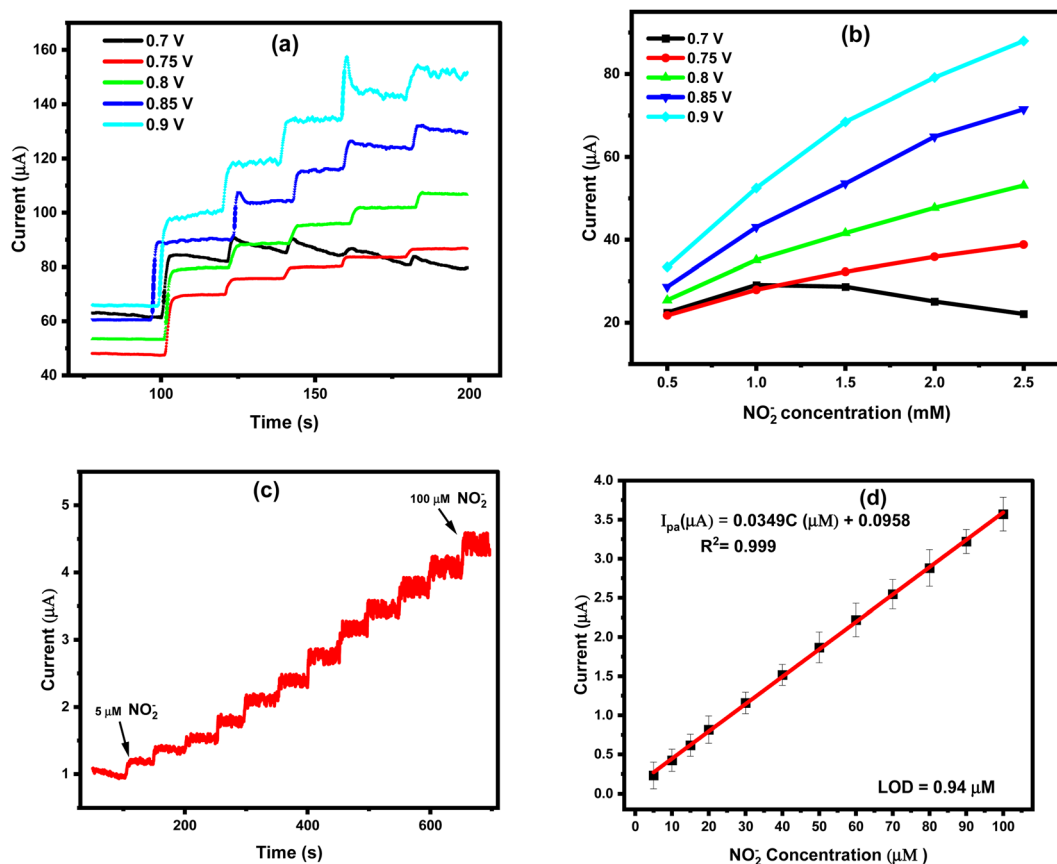 (a)
0.7 V
0.75 V
0.8 V
0.85 V
0.9 V
160
140
120
100
80
60
40
Current (μA)
100
150
200
Time (s)
(b)
0.7 V
0.75 V
0.8 V
0.85 V
0.9 V
80
60
40
20
Current (μA)
0.5
1.0
1.5
2.0
2.5
NO₂⁻ concentration (mM)
(c)
100 μM NO₂⁻
5 μM NO₂⁻
5
4
3
2
1
Current (μA)
200
400
600
Time (s)
(d)
Iₚₐ(μA) = 0.0349C (μM) + 0.0958
R²= 0.999
LOD = 0.94 μM
4.0
3.5
3.0
2.5
2.0
1.5
1.0
0.5
0.0
Current (μA)
0
10
20
30
40
50
60
70
80
90
100
NO₂⁻ Concentration (μM )